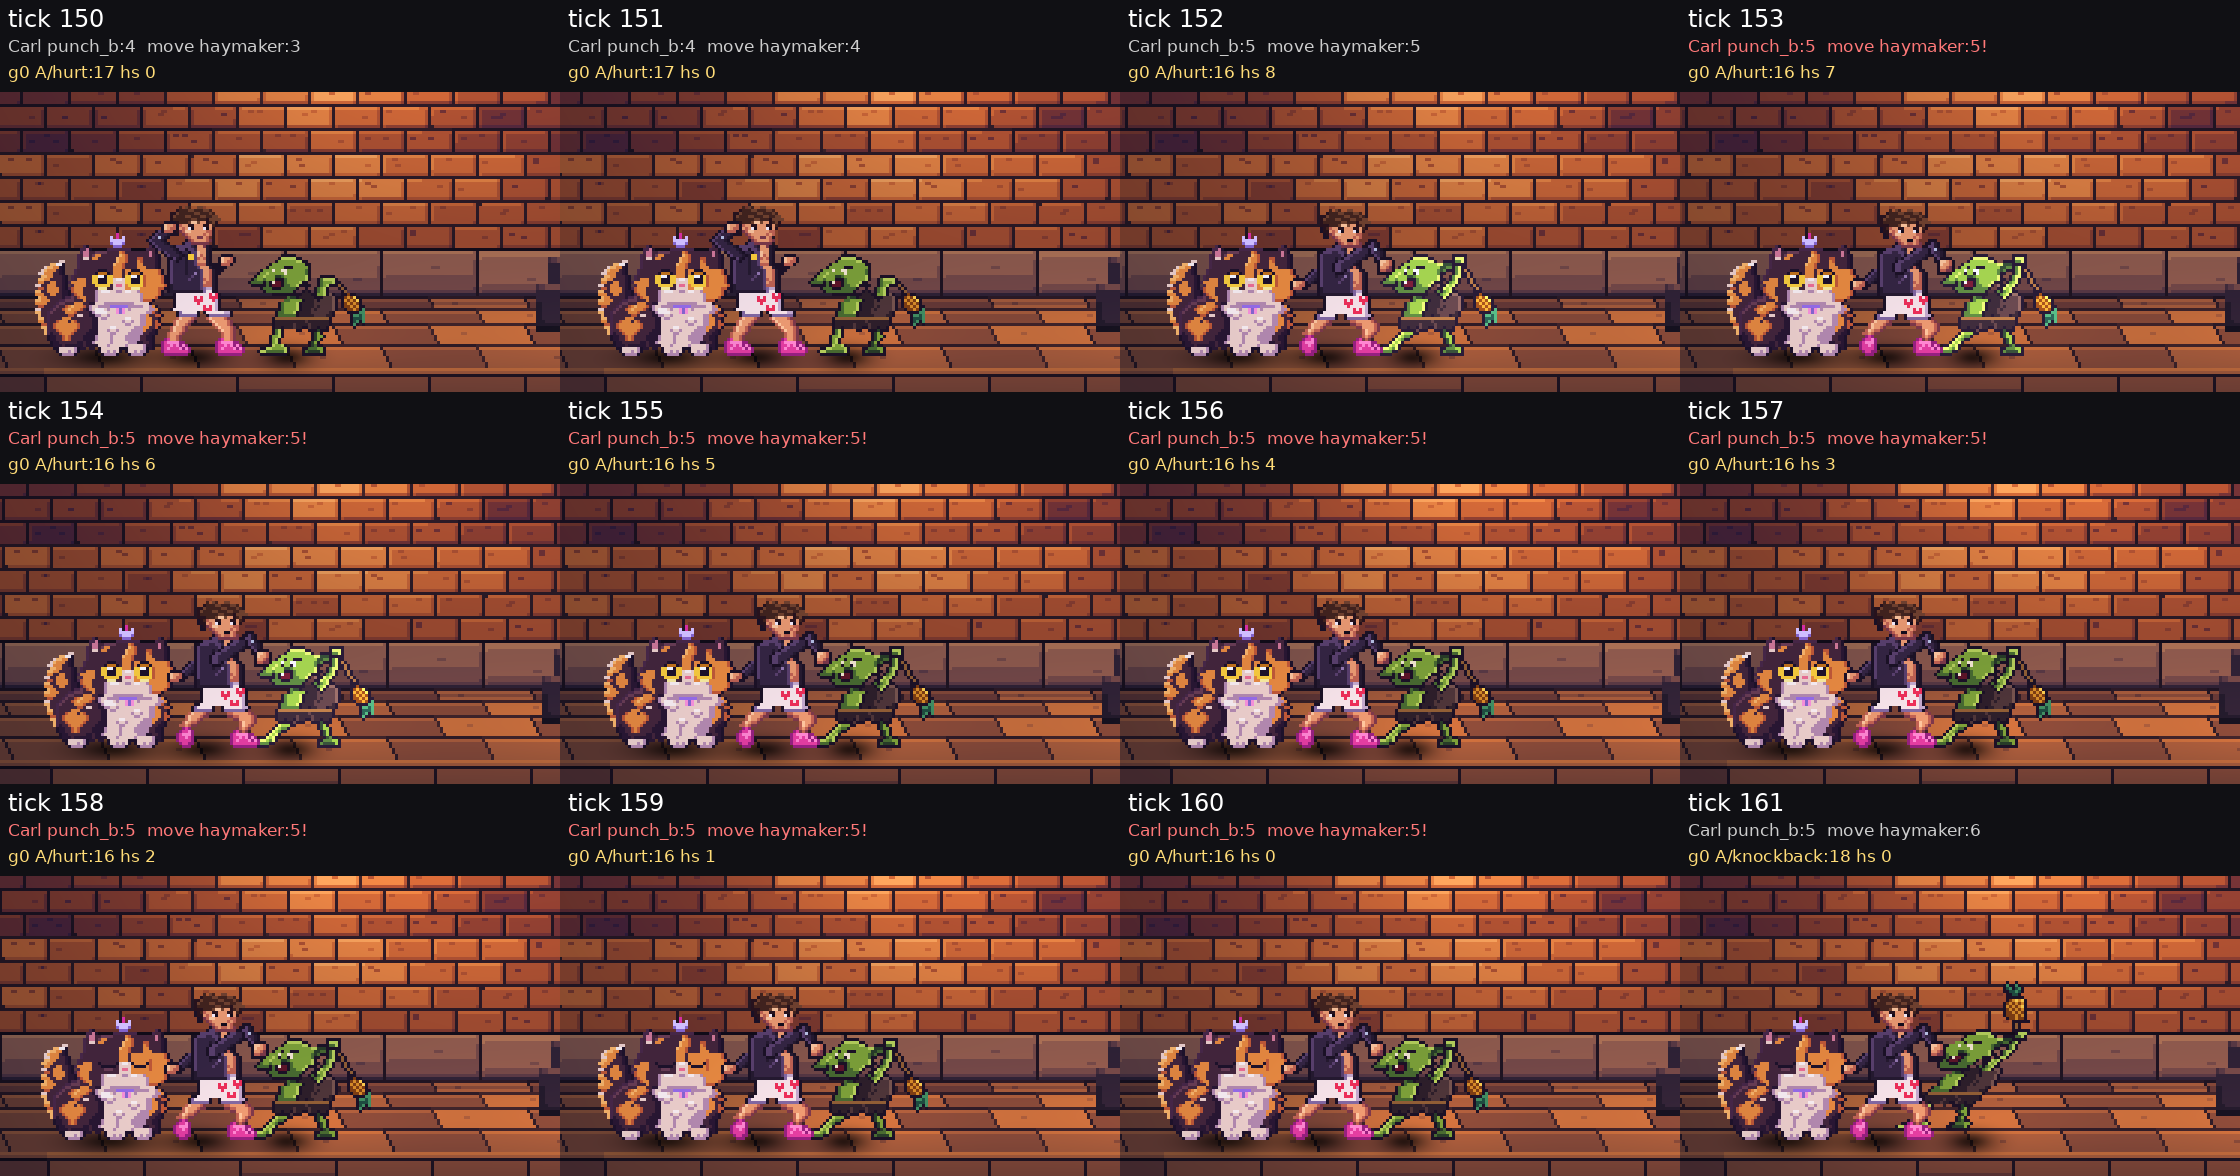 tick 150
Carl punch_b:4 move haymaker:3
g0 A/hurt:17 hs 0
tick 151
Carl punch_b:4 move haymaker:4
g0 A/hurt:17 hs 0
tick 152
Carl punch_b:5 move haymaker:5
g0 A/hurt:16 hs 8
tick 153
Carl punch_b:5 move haymaker:5!
g0 A/hurt:16 hs 7
tick 154
Carl punch_b:5 move haymaker:5!
g0 A/hurt:16 hs 6
tick 155
Carl punch_b:5 move haymaker:5!
g0 A/hurt:16 hs 5
tick 156
Carl punch_b:5 move haymaker:5!
g0 A/hurt:16 hs 4
tick 157
Carl punch_b:5 move haymaker:5!
g0 A/hurt:16 hs 3
tick 158
Carl punch_b:5 move haymaker:5!
g0 A/hurt:16 hs 2
tick 159
Carl punch_b:5 move haymaker:5!
g0 A/hurt:16 hs 1
tick 160
Carl punch_b:5 move haymaker:5!
g0 A/hurt:16 hs 0
tick 161
Carl punch_b:5 move haymaker:6
g0 A/knockback:18 hs 0